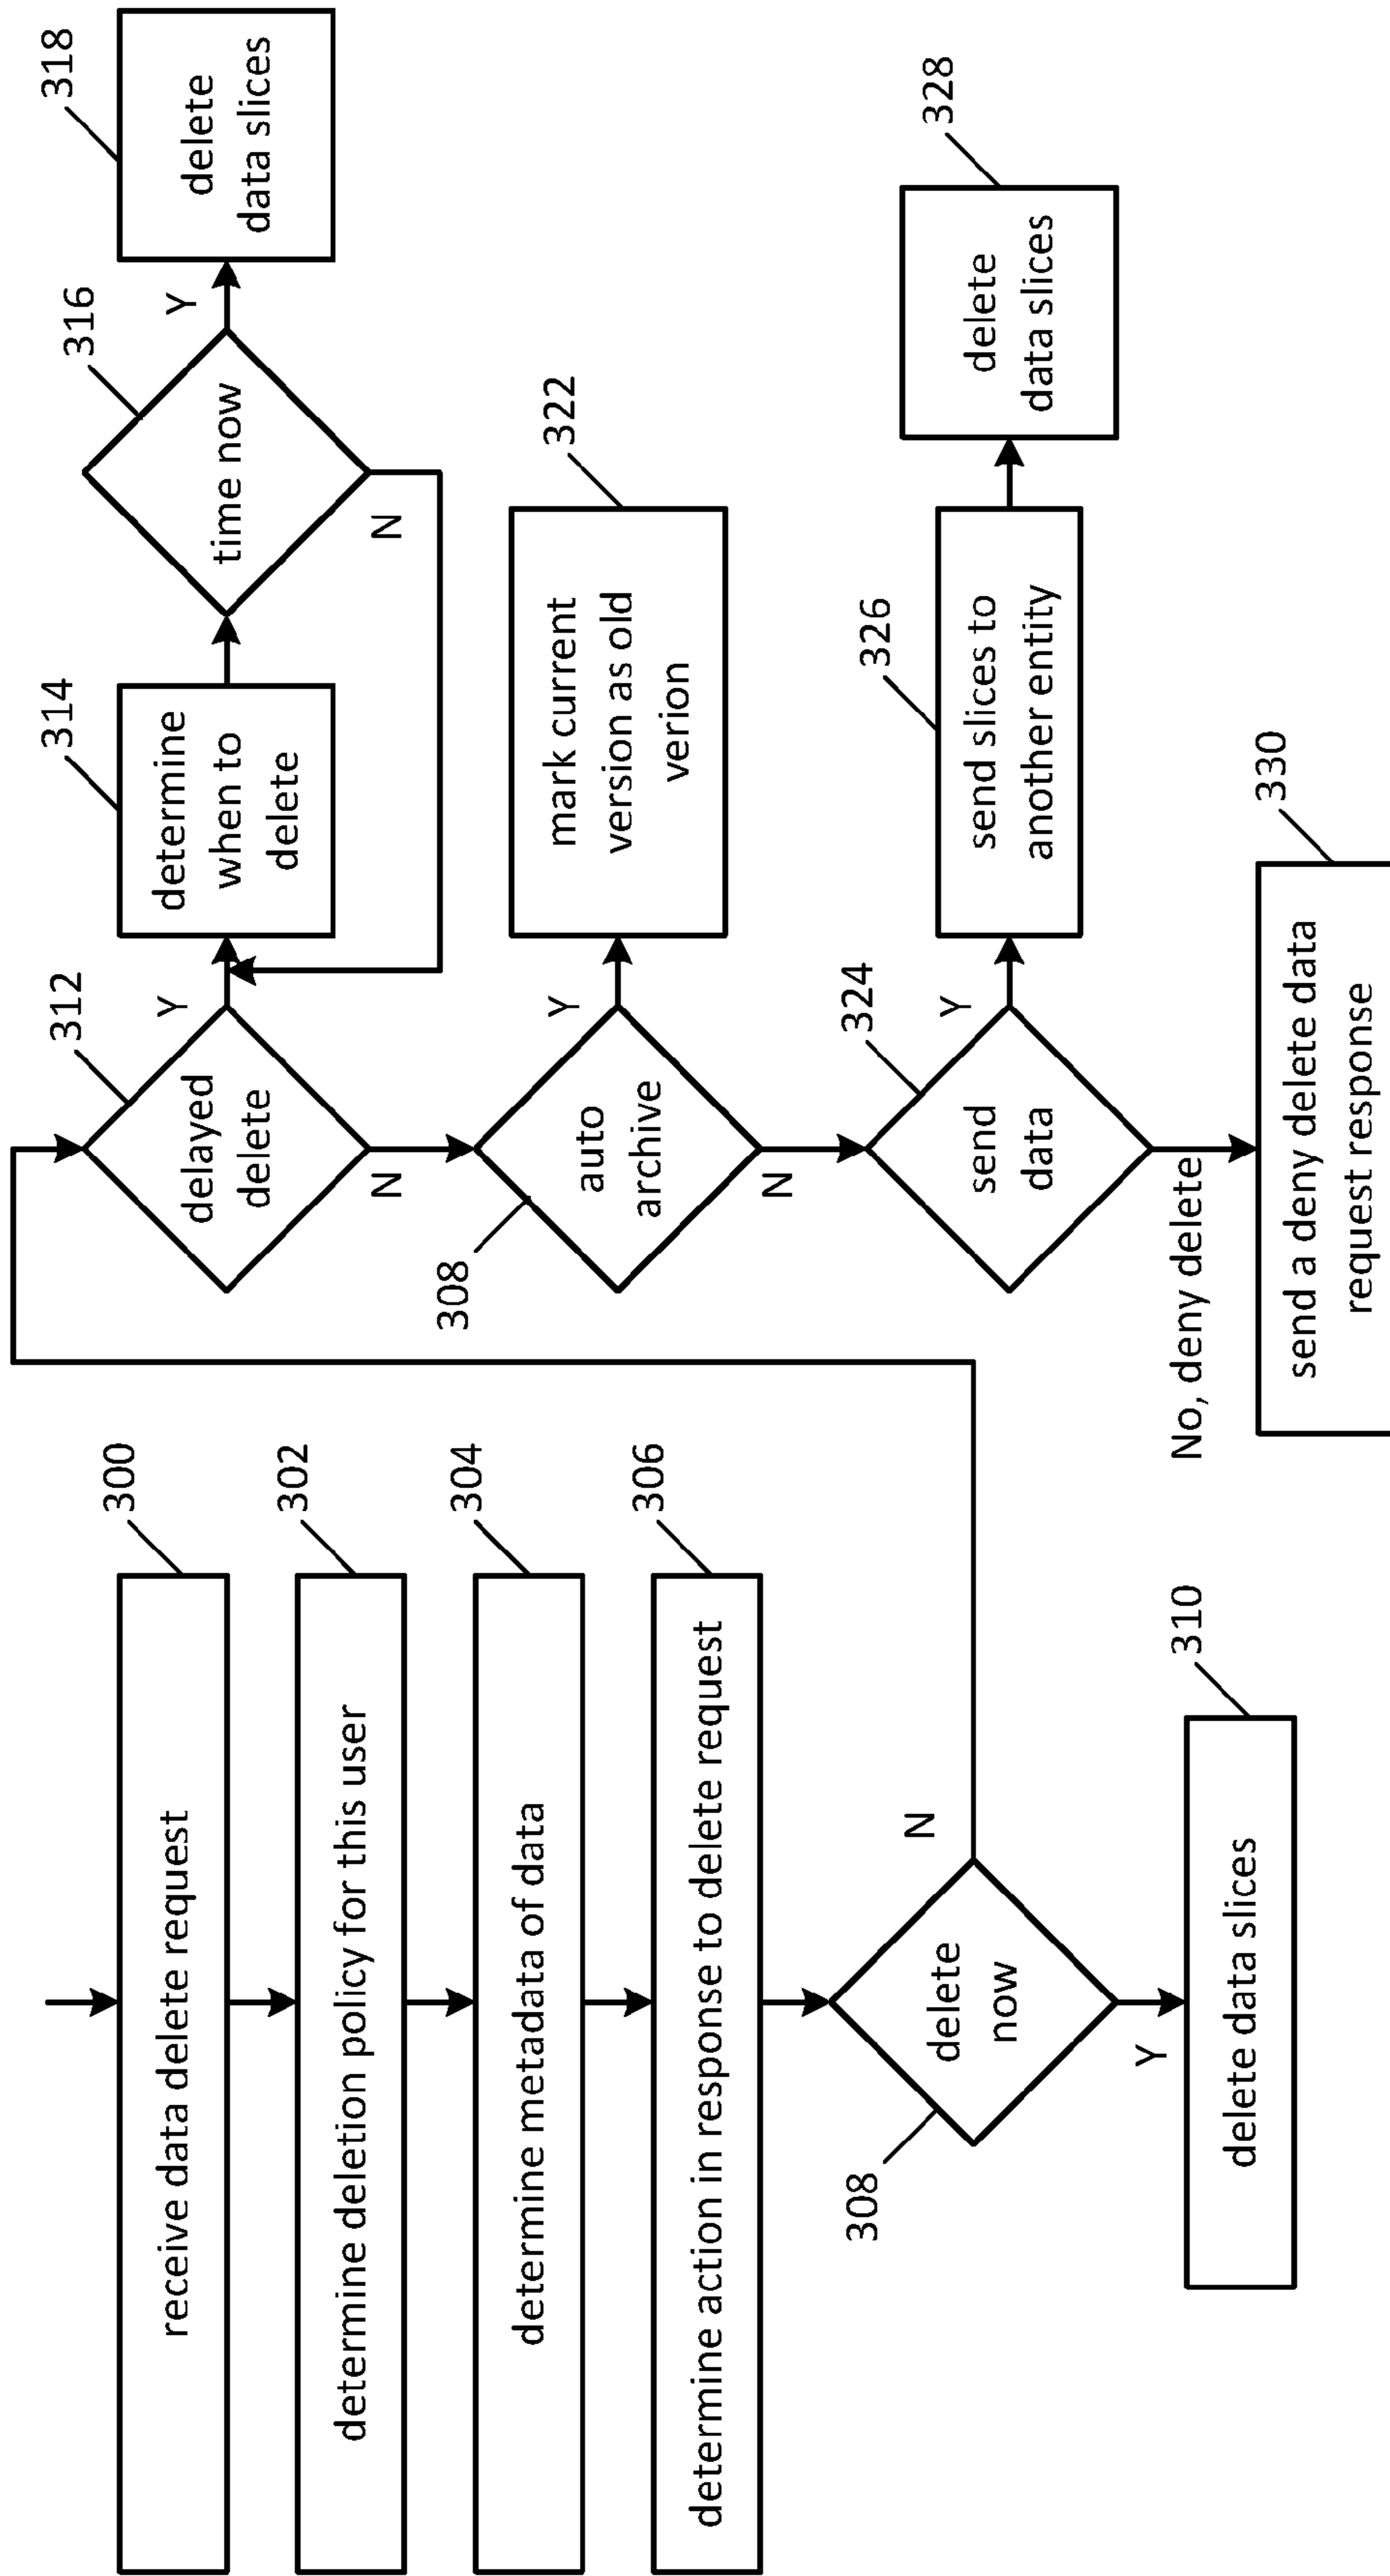 300
receive data delete request
302
determine deletion policy for this user
304
determine metadata of data
306
determine action in response to delete request
308
delete
now
N
Y
310
delete data slices
312
delayed
delete
Y
N
314
determine
when to
delete
316
time now
Y
N
318
delete
data slices
308
auto
archive
Y
N
322
mark current
version as old
verion
324
send
data
Y
No, deny delete
326
send slices to
another entity
328
delete
data slices
330
send a deny delete data
request response